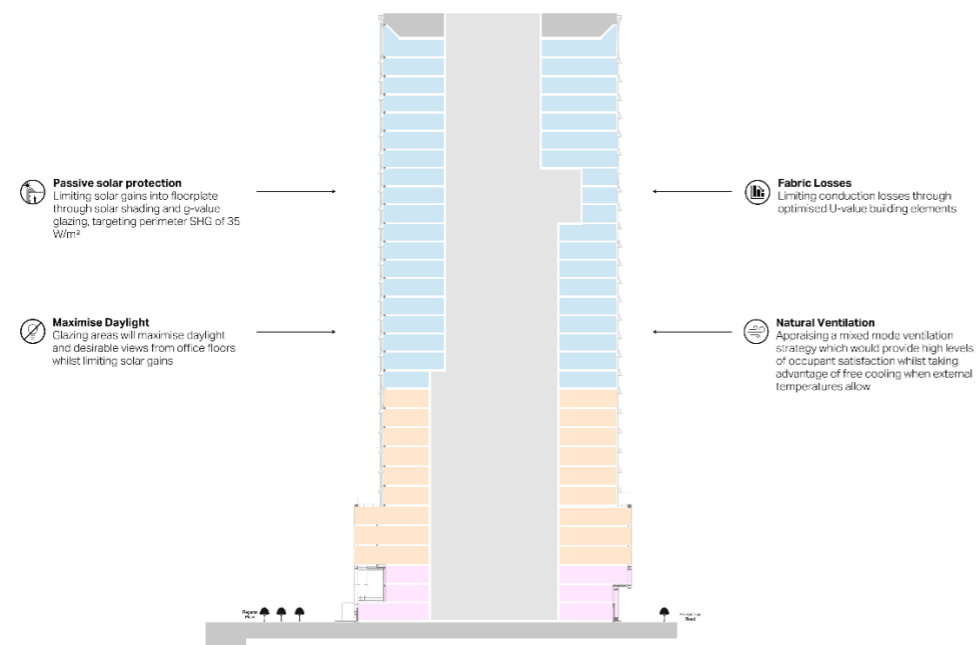 Passive solar protection
Limiting solar gains into floorplate
through solar shading and g-value
glazing, targeting perimeter SHG of 35
W/m²
Maximise Daylight
Glazing areas will maximise daylight
and desirable views from office floors
whilst limiting solar gains
Fabric Losses
Limiting conduction losses through
optimised U-value building elements
Natural Ventilation
Appraising a mixed mode ventilation
strategy which would provide high levels
of occupant satisfaction whilst taking
advantage of free cooling when external
temperatures allow
Road
Road